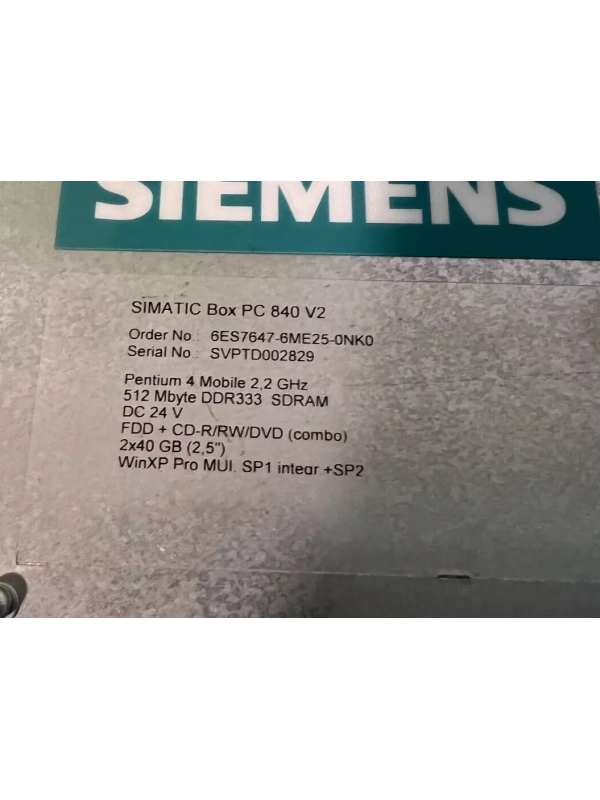 SIEMENS
SIMATIC Box PC 840 V2
Order No.: 6ES7647-6ME25-0NK0
Serial No.: SVPTD002829
Pentium 4 Mobile 2,2 GHz
512 Mbyte DDR333 SDRAM
DC 24 V
FDD + CD-R/RW/DVD (combo)
2x40 GB (2,5")
WinXP Pro MUI, SP1 integr +SP2